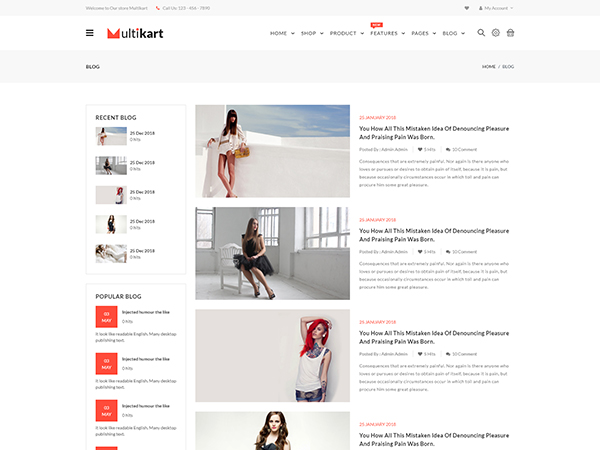 Welcome to Our store Multikart
Call Us: 123 - 456 - 7890
My Account
Multikart
HOME
SHOP
PRODUCT
NEW
FEATURES
PAGES
BLOG
BLOG
HOME / BLOG
RECENT BLOG
25 Dec 2018
0 hits
25 Dec 2018
0 hits
25 Dec 2018
0 hits
25 Dec 2018
0 hits
25 Dec 2018
0 hits
POPULAR BLOG
03
MAY
Injected humour the like
0 hits
it look like readable English. Many desktop
publishing text.
03
MAY
Injected humour the like
0 hits
it look like readable English. Many desktop
publishing text.
03
MAY
Injected humour the like
0 hits
it look like readable English. Many desktop
publishing text.
25 JANUARY 2018
You How All This Mistaken Idea Of Denouncing Pleasure
And Praising Pain Was Born.
Posted By : Admin Admin
5 Hits
10 Comment
Consequences that are extremely painful. Nor again is there anyone who
loves or pursues or desires to obtain pain of itself, because it is pain, but
because occasionally circumstances occur in which toil and pain can
procure him some great pleasure.
25 JANUARY 2018
You How All This Mistaken Idea Of Denouncing Pleasure
And Praising Pain Was Born.
Posted By : Admin Admin
5 Hits
10 Comment
Consequences that are extremely painful. Nor again is there anyone who
loves or pursues or desires to obtain pain of itself, because it is pain, but
because occasionally circumstances occur in which toil and pain can
procure him some great pleasure.
25 JANUARY 2018
You How All This Mistaken Idea Of Denouncing Pleasure
And Praising Pain Was Born.
Posted By : Admin Admin
5 Hits
10 Comment
Consequences that are extremely painful. Nor again is there anyone who
loves or pursues or desires to obtain pain of itself, because it is pain, but
because occasionally circumstances occur in which toil and pain can
procure him some great pleasure.
25 JANUARY 2018
You How All This Mistaken Idea Of Denouncing Pleasure
And Praising Pain Was Born.